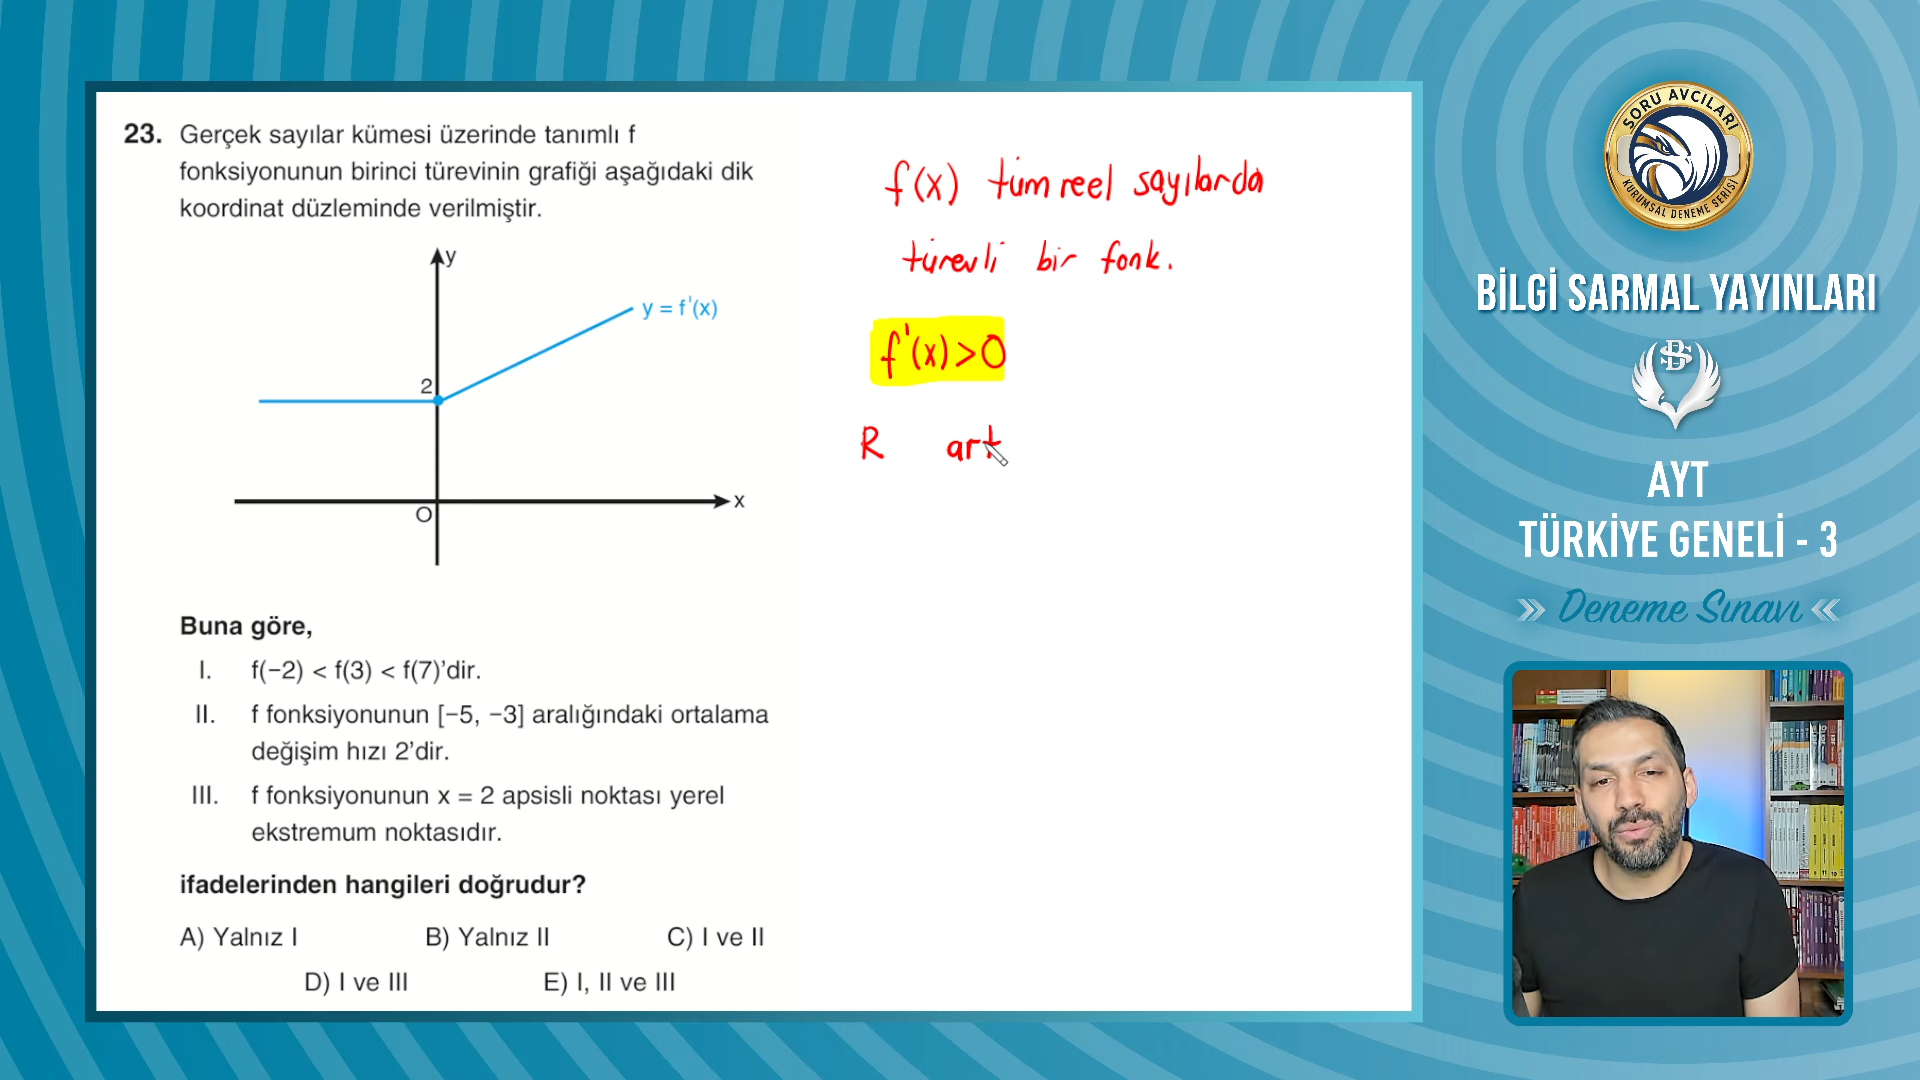 23. Gerçek sayılar kümesi üzerinde tanımlı f
fonksiyonunun birinci türevinin grafiği aşağıdaki dik
koordinat düzleminde verilmiştir.
y
y = f'(x)
2
O
x
Buna göre,
I. f(−2) < f(3) < f(7)'dir.
II. f fonksiyonunun [−5, −3] aralığındaki ortalama
değişim hızı 2'dir.
III. f fonksiyonunun x = 2 apsisli noktası yerel
ekstremum noktasıdır.
ifadelerinden hangileri doğrudur?
A) Yalnız I B) Yalnız II C) I ve II
D) I ve III E) I, II ve III
f(x) tüm reel sayılarda
türevli bir fonk.
f'(x)>0
R art
SORU AVCILARI
KURUMSAL DENEME SERİSİ
BİLGİ SARMAL YAYINLARI
BS
AYT
TÜRKİYE GENELİ - 3
Deneme Sınavı